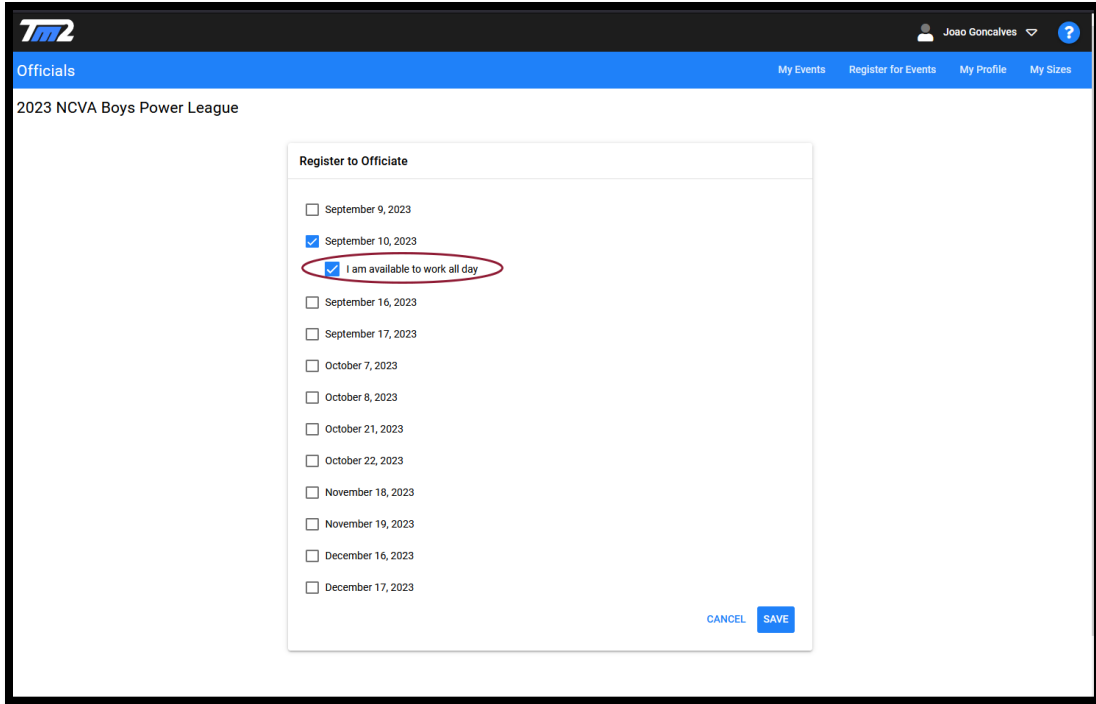 Tm2
Joao Goncalves
?
Officials
My Events Register for Events My Profile My Sizes
2023 NCVA Boys Power League
Register to Officiate
September 9, 2023
September 10, 2023
I am available to work all day
September 16, 2023
September 17, 2023
October 7, 2023
October 8, 2023
October 21, 2023
October 22, 2023
November 18, 2023
November 19, 2023
December 16, 2023
December 17, 2023
CANCEL SAVE